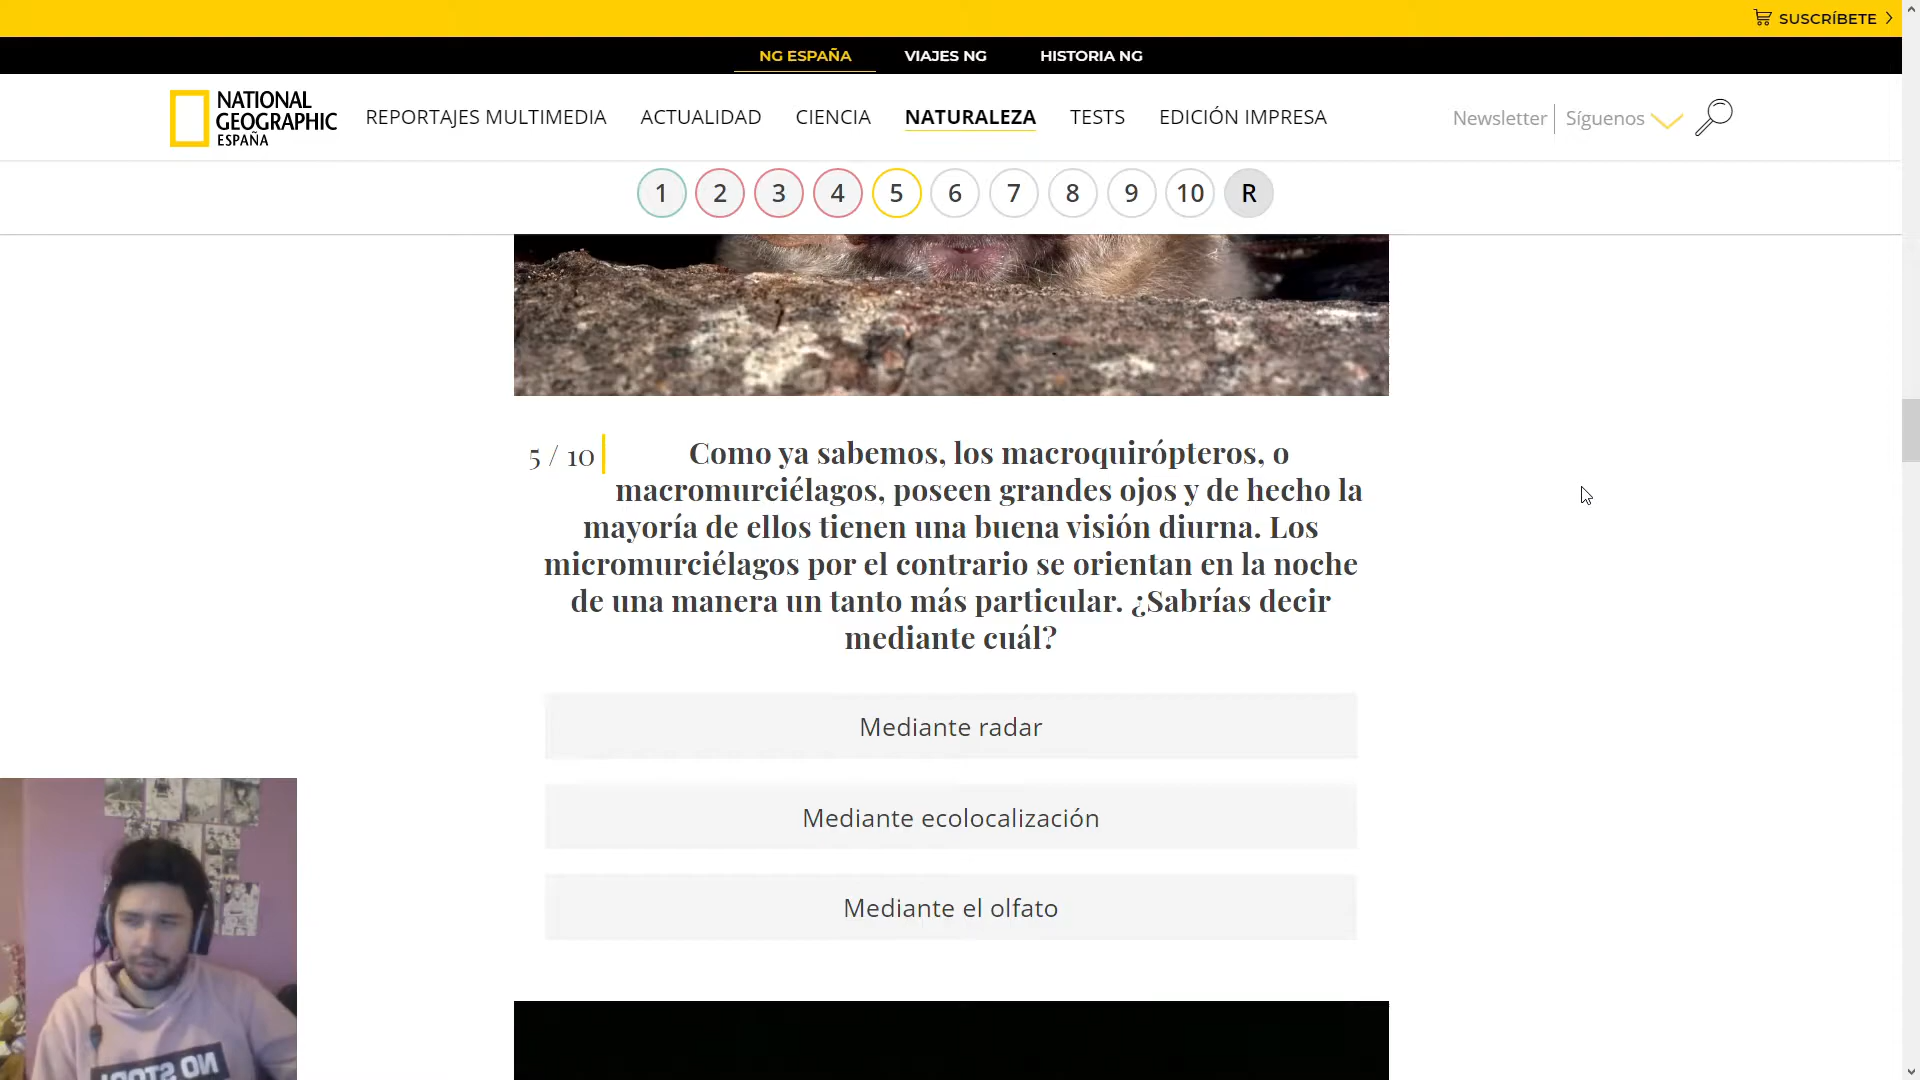 SUSCRÍBETE
NG ESPAÑA VIAJES NG HISTORIA NG
NATIONAL
GEOGRAPHIC
ESPAÑA
REPORTAJES MULTIMEDIA ACTUALIDAD CIENCIA NATURALEZA TESTS EDICIÓN IMPRESA
Newsletter Síguenos
1 2 3 4 5 6 7 8 9 10 R
5 / 10
Como ya sabemos, los macroquirópteros, o
macromurciélagos, poseen grandes ojos y de hecho la
mayoría de ellos tienen una buena visión diurna. Los
micromurciélagos por el contrario se orientan en la noche
de una manera un tanto más particular. ¿Sabrías decir
mediante cuál?
Mediante radar
Mediante ecolocalización
Mediante el olfato
NO STOP!